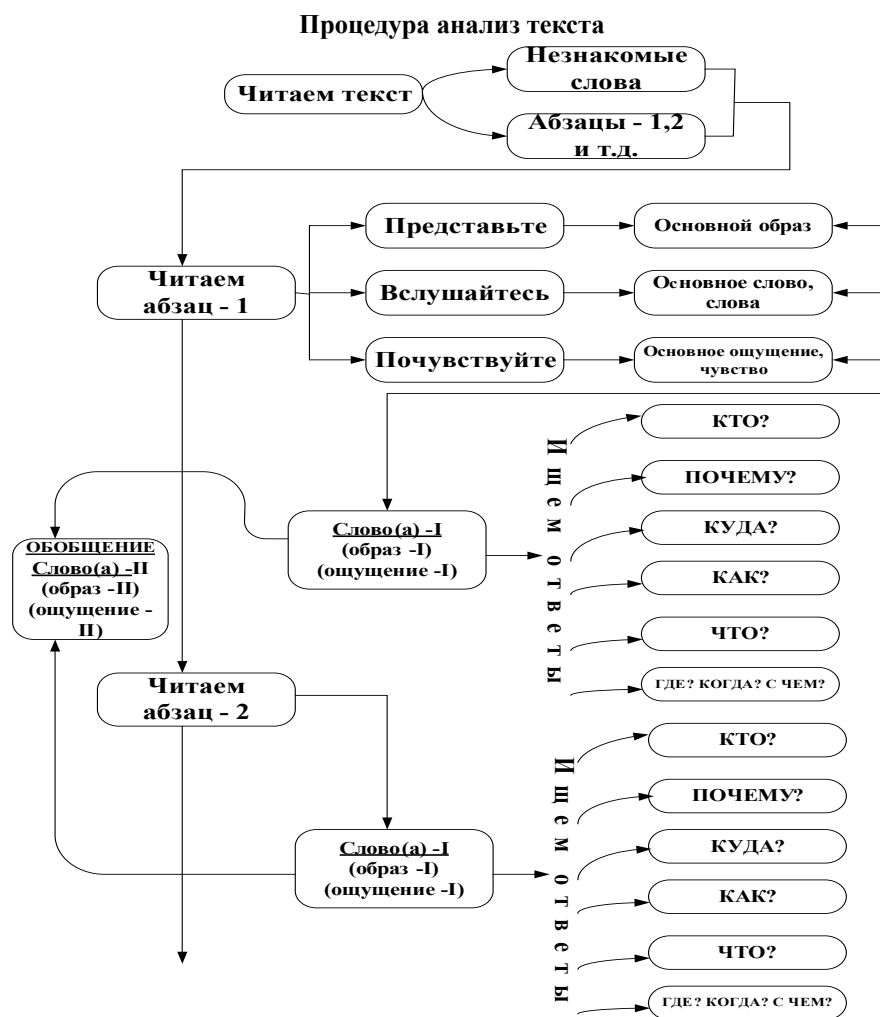 Процедура анализ текста
Читаем текст
Незнакомые
слова
Абзацы - 1,2
и т.д.
Читаем
абзац - 1
Представьте
Основной образ
Вслушайтесь
Основное слово,
слова
Почувствуйте
Основное ощущение,
чувство
Слово(а) -I
(образ -I)
(ощущение -I)
Ищем ответы
КТО?
ПОЧЕМУ?
КУДА?
КАК?
ЧТО?
ГДЕ? КОГДА? С ЧЕМ?
ОБОБЩЕНИЕ
Слово(а) -II
(образ -II)
(ощущение -
II)
Читаем
абзац - 2
Слово(а) -I
(образ -I)
(ощущение -I)
Ищем ответы
КТО?
ПОЧЕМУ?
КУДА?
КАК?
ЧТО?
ГДЕ? КОГДА? С ЧЕМ?